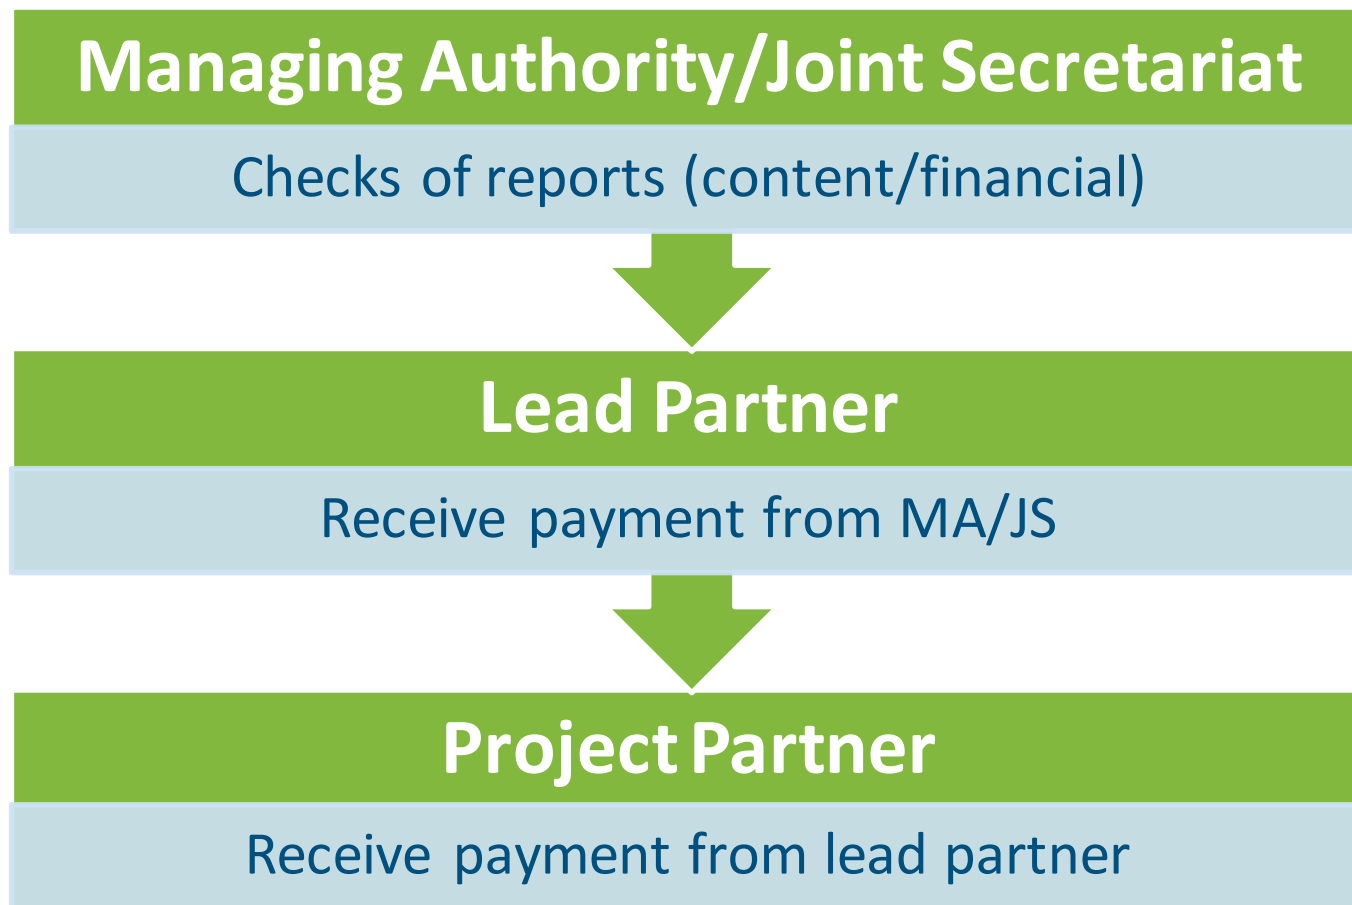 Managing Authority/Joint Secretariat
Checks of reports (content/financial)
Lead Partner
Receive payment from MA/JS
Project Partner
Receive payment from lead partner